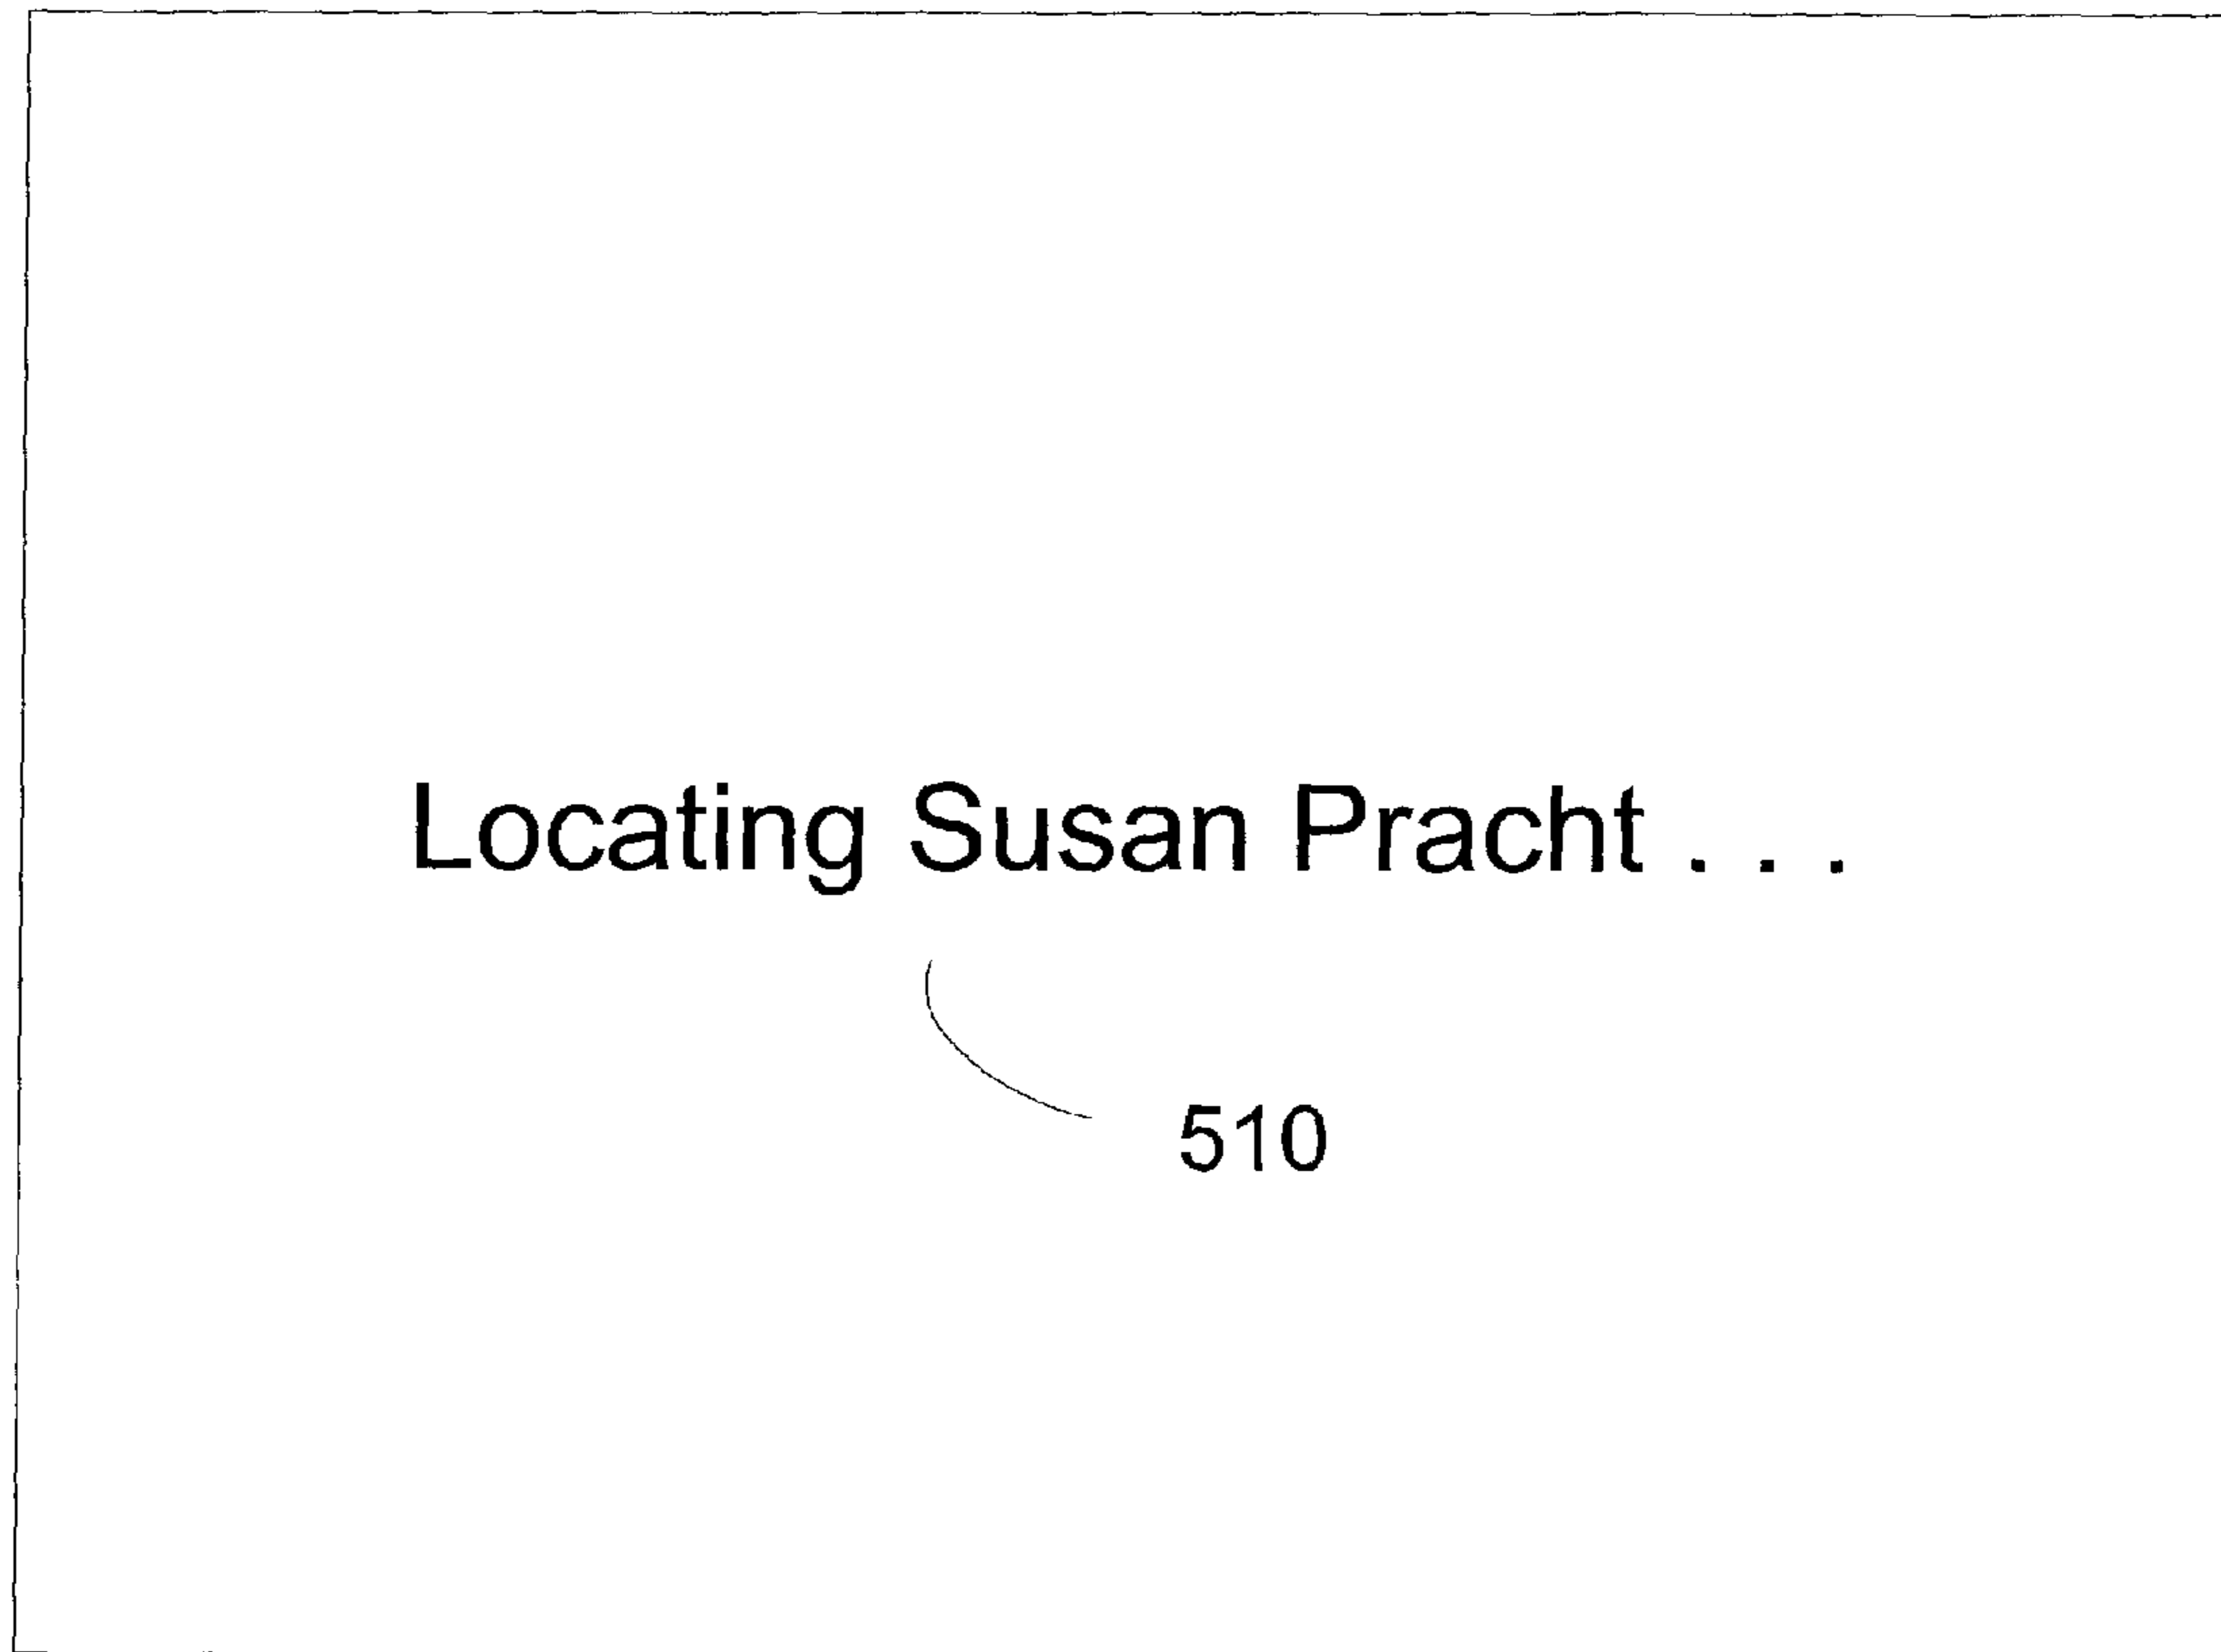 Locating Susan Pracht . . .
510